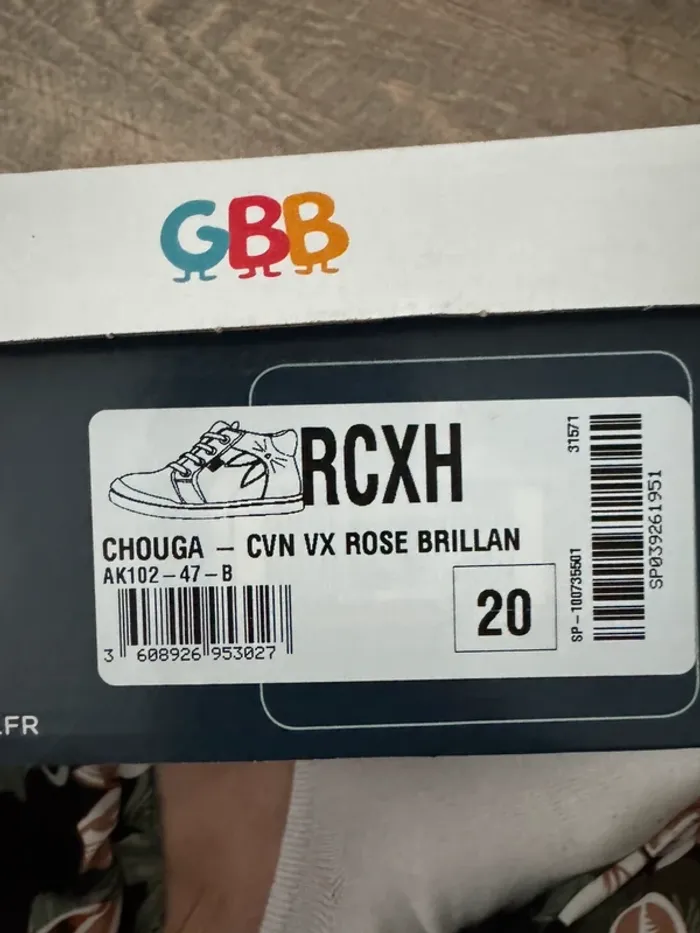 GBB
RCXH
CHOUGA – CVN VX ROSE BRILLAN
AK102–47–B
20
3 608926 953027
31571
SP–100735501
SP039261951
.FR